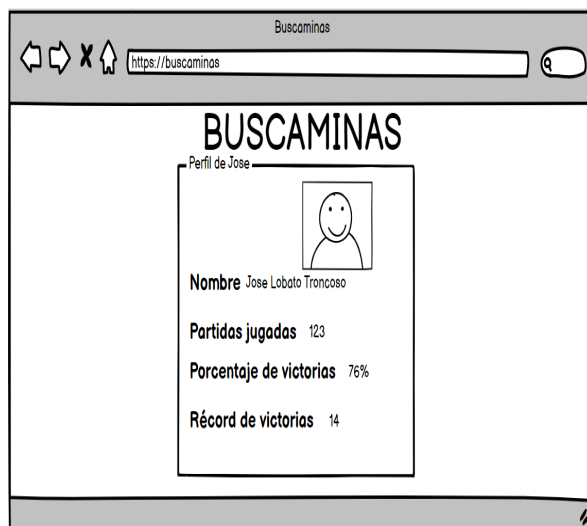 Buscaminas
https://buscaminas
BUSCAMINAS
Perfil de Jose
Nombre Jose Lobato Troncoso
Partidas jugadas 123
Porcentaje de victorias 76%
Récord de victorias 14